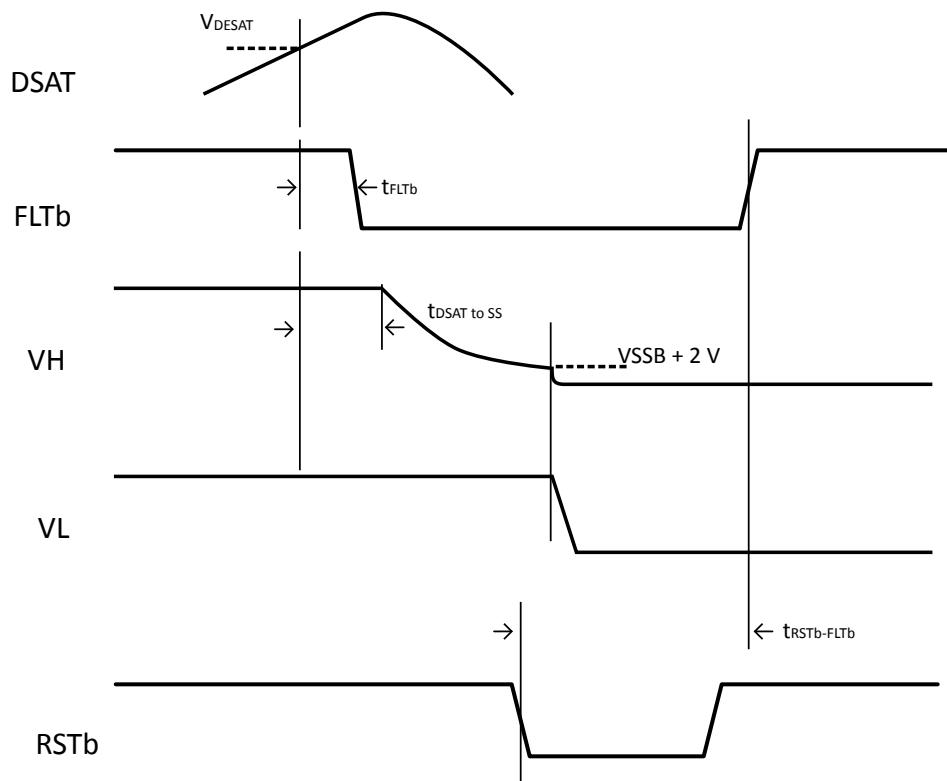 VDESAT
DSAT
tFLTb
FLTb
tDSAT to SS
VSSB + 2 V
VH
VL
tRSTb-FLTb
RSTb